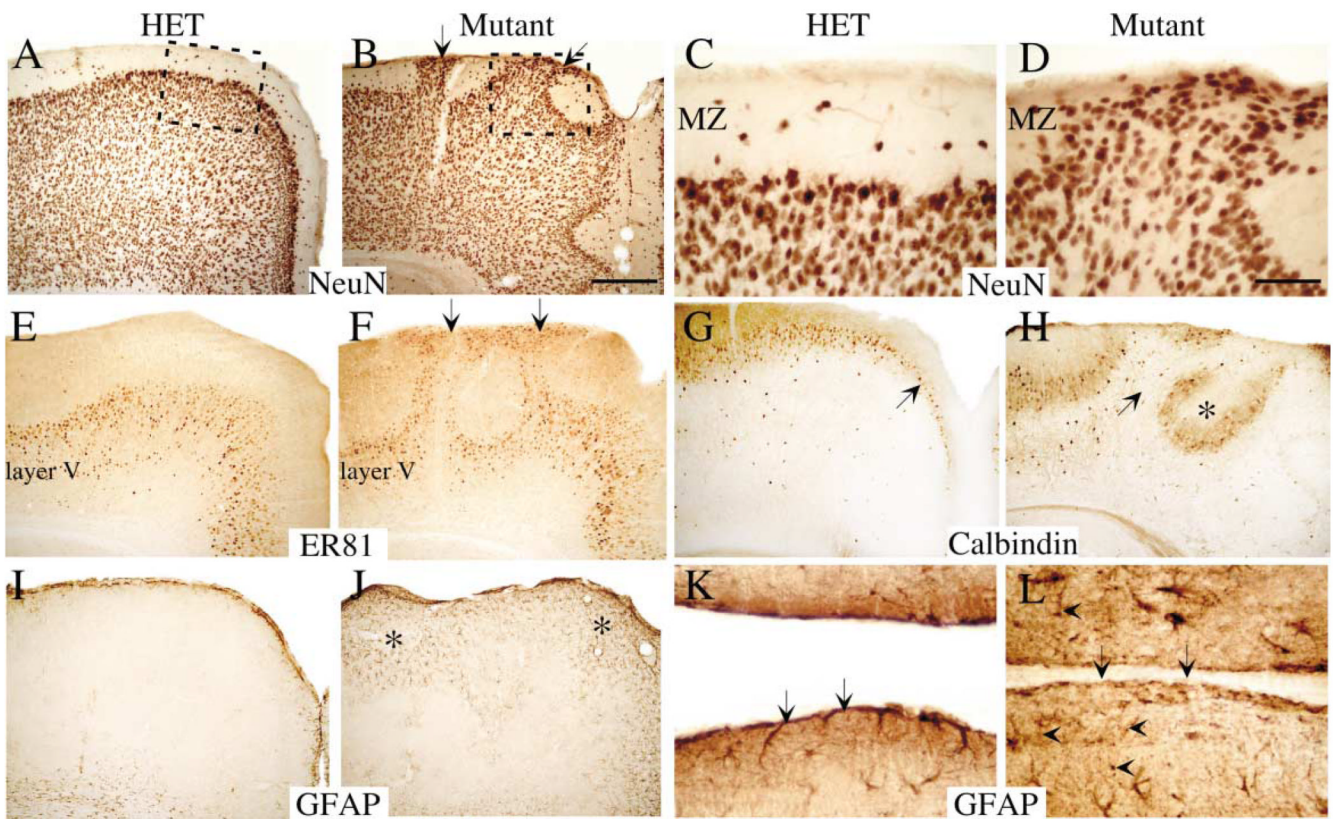 HET Mutant HET Mutant
A B C D
MZ MZ
NeuN NeuN
E F G H
layer V layer V
* 
ER81 Calbindin
I J K L
* *
GFAP GFAP